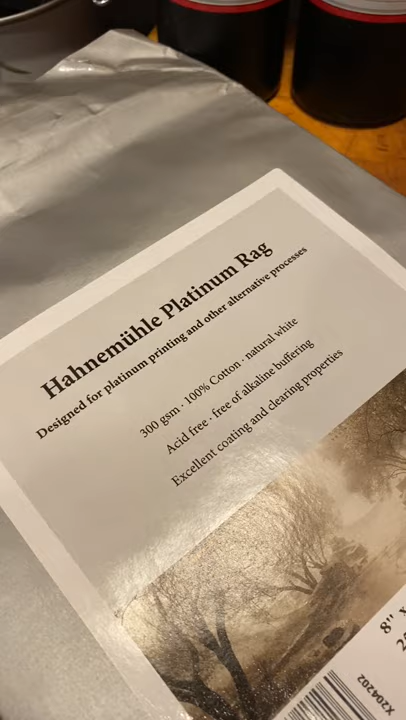 Hahnemühle Platinum Rag
Designed for platinum printing and other alternative processes
300 gsm · 100% Cotton · natural white
Acid free · free of alkaline buffering
Excellent coating and clearing properties
8" x
X204202